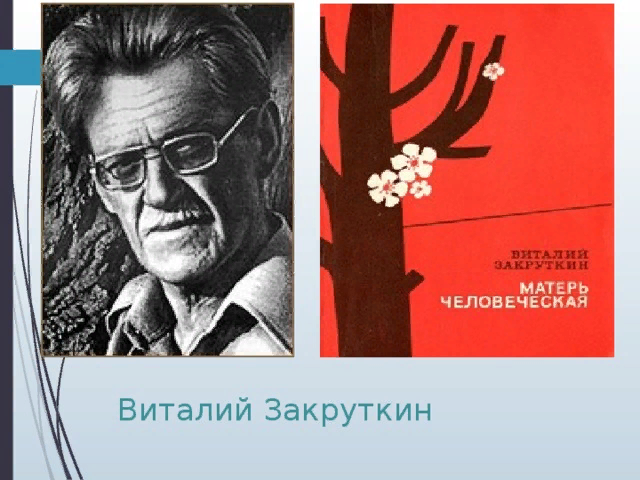 ВИТАЛИЙ
ЗАКРУТКИН
МАТЕРЬ
ЧЕЛОВЕЧЕСКАЯ
Виталий Закруткин